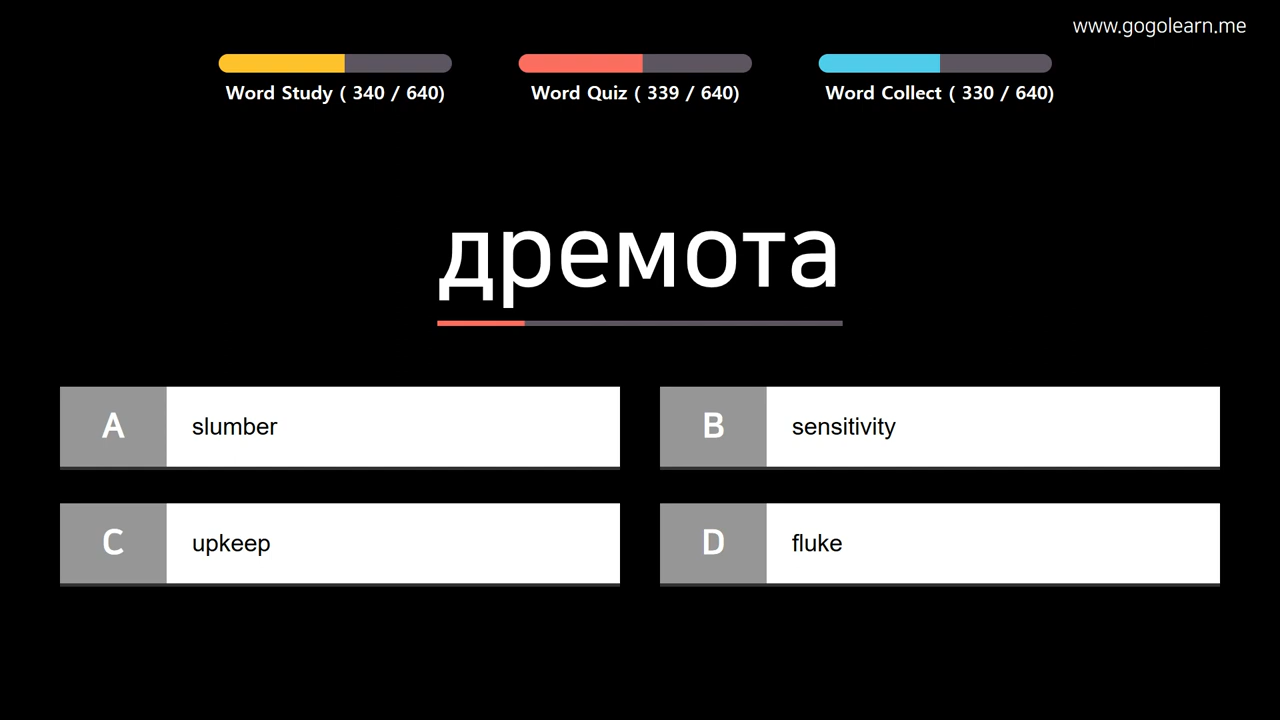 www.gogolearn.me
Word Study ( 340 / 640)
Word Quiz ( 339 / 640)
Word Collect ( 330 / 640)
дремота
A slumber
B sensitivity
C upkeep
D fluke